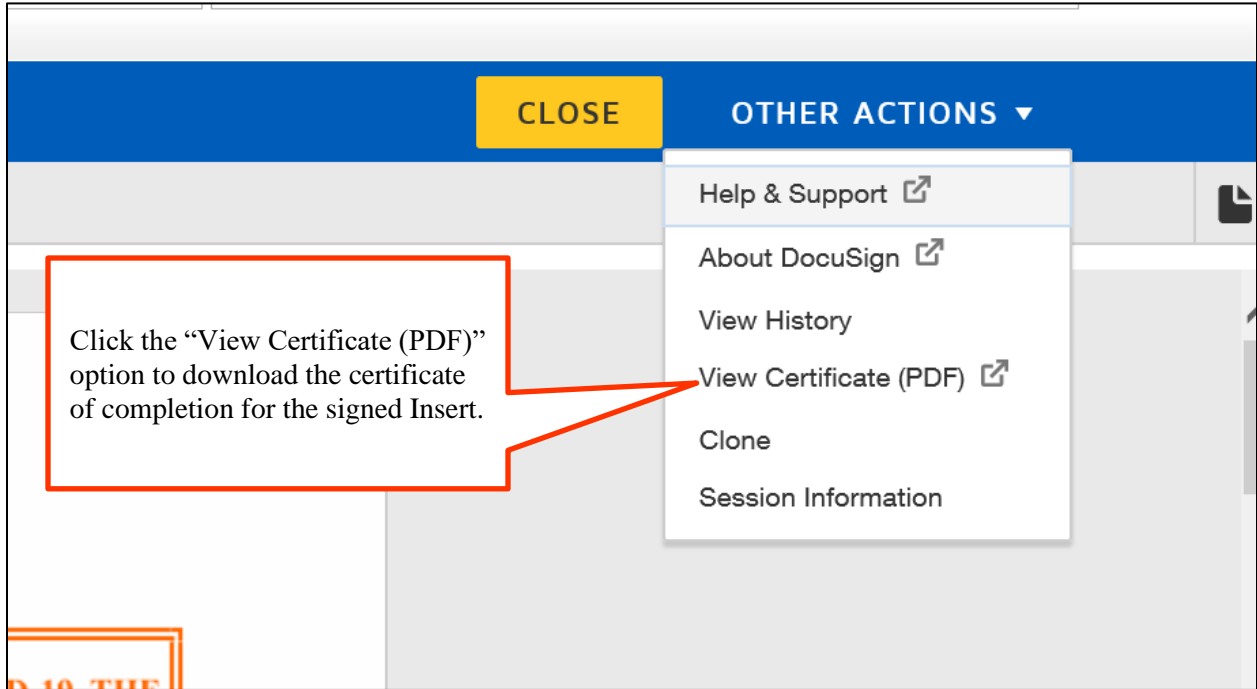 CLOSE
OTHER ACTIONS
Help & Support
About DocuSign
View History
View Certificate (PDF)
Clone
Session Information
Click the “View Certificate (PDF)”
option to download the certificate
of completion for the signed Insert.
THE